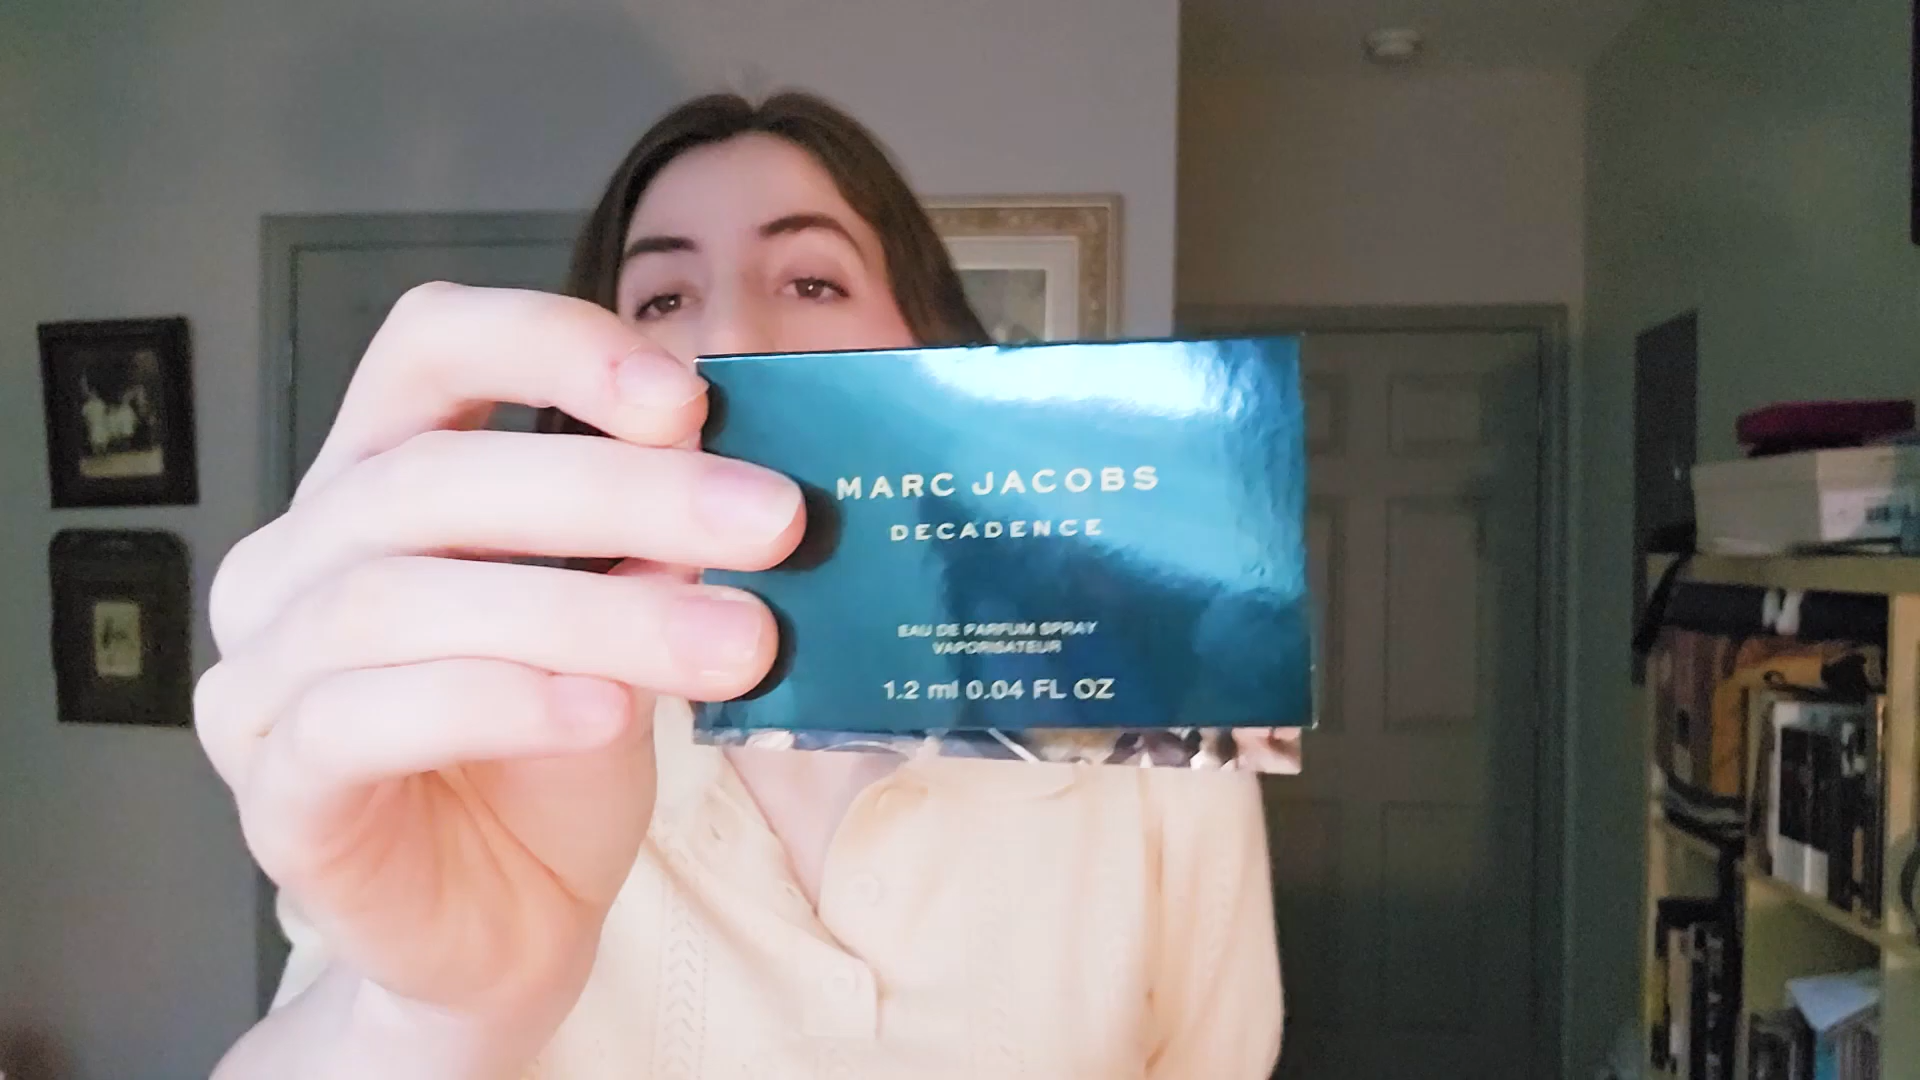 MARC JACOBS
DECADENCE
EAU DE PARFUM SPRAY
VAPORISATEUR
1.2 ml 0.04 FL OZ